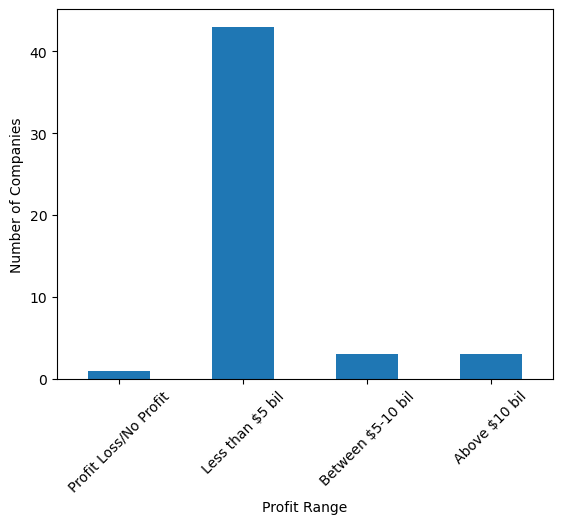 40
30
20
10
0
Number of Companies
Profit Loss/No Profit
Less than $5 bil
Between $5-10 bil
Above $10 bil
Profit Range